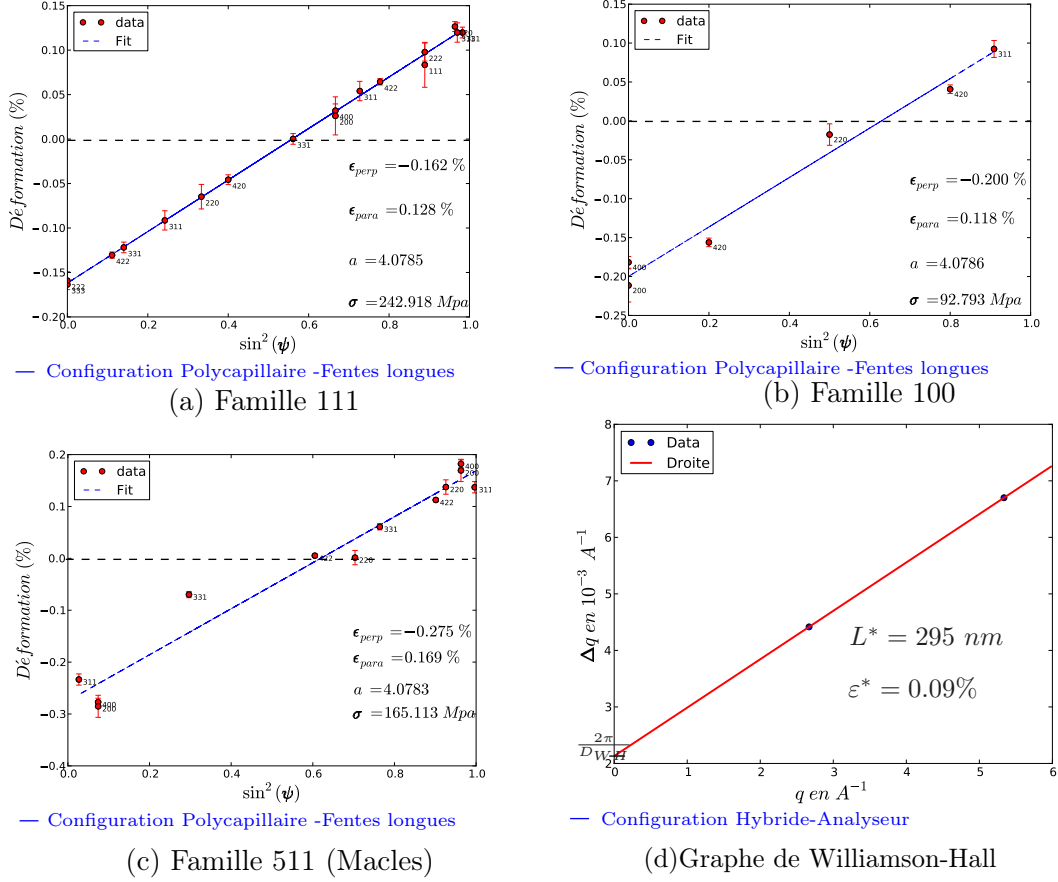 data
Fit
Déformation (%)
0.15
0.10
0.05
0.00
−0.05
−0.10
−0.15
−0.20
222
333
422
331
311
220
420
331
400
200
311
422
222
111
331
ϵperp =−0.162 %
ϵpara =0.128 %
a =4.0785
σ =242.918 Mpa
0.0 0.2 0.4 0.6 0.8 1.0
sin²(ψ)
— Configuration Polycapillaire -Fentes longues
(a) Famille 111
data
Fit
Déformation (%)
0.15
0.10
0.05
0.00
−0.05
−0.10
−0.15
−0.20
−0.25
400
200
420
220
420
311
ϵperp =−0.200 %
ϵpara =0.118 %
a =4.0786
σ =92.793 Mpa
0.0 0.2 0.4 0.6 0.8 1.0
sin²(ψ)
— Configuration Polycapillaire -Fentes longues
(b) Famille 100
data
Fit
Déformation (%)
0.2
0.1
0.0
−0.1
−0.2
−0.3
−0.4
311
400
200
331
422
220
331
422
220
400
200
311
ϵperp =−0.275 %
ϵpara =0.169 %
a =4.0783
σ =165.113 Mpa
0.0 0.2 0.4 0.6 0.8 1.0
sin²(ψ)
— Configuration Polycapillaire -Fentes longues
(c) Famille 511 (Macles)
Data
Droite
Δq en 10⁻³ A⁻¹
8
7
6
5
4
3
2
2π
D W-H
L* = 295 nm
ε* = 0.09%
0 1 2 3 4 5 6
q en A⁻¹
— Configuration Hybride-Analyseur
(d)Graphe de Williamson-Hall